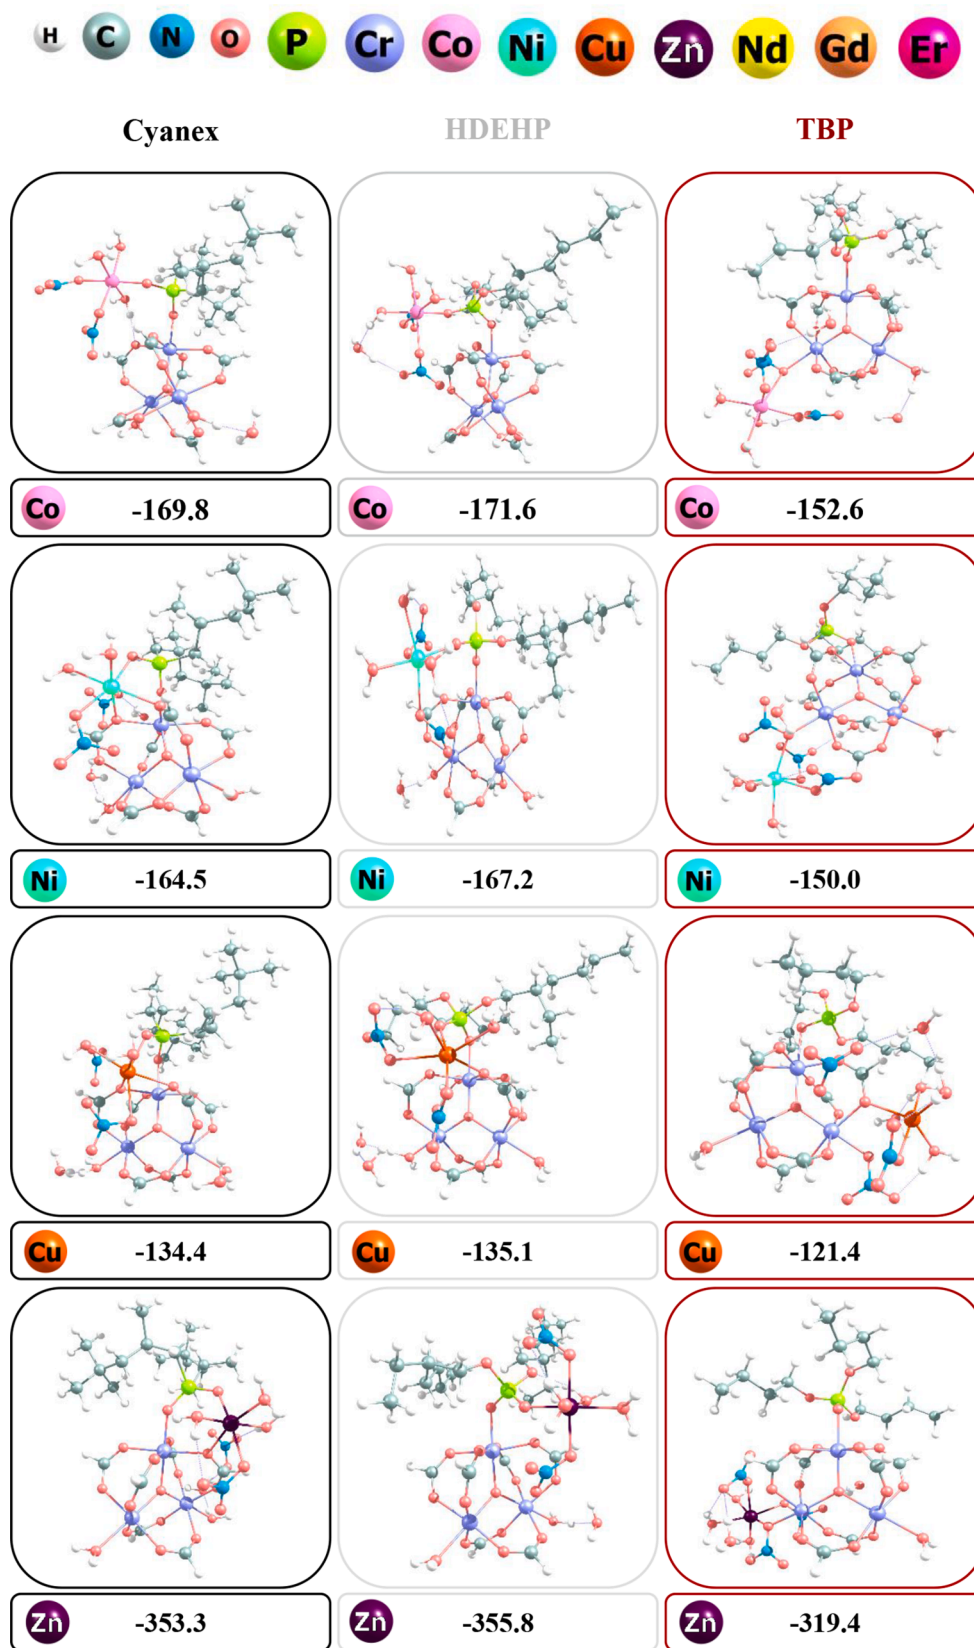 H C N O P Cr Co Ni Cu Zn Nd Gd Er
Cyanex HDEHP TBP
Co -169.8 Co -171.6 Co -152.6
Ni -164.5 Ni -167.2 Ni -150.0
Cu -134.4 Cu -135.1 Cu -121.4
Zn -353.3 Zn -355.8 Zn -319.4